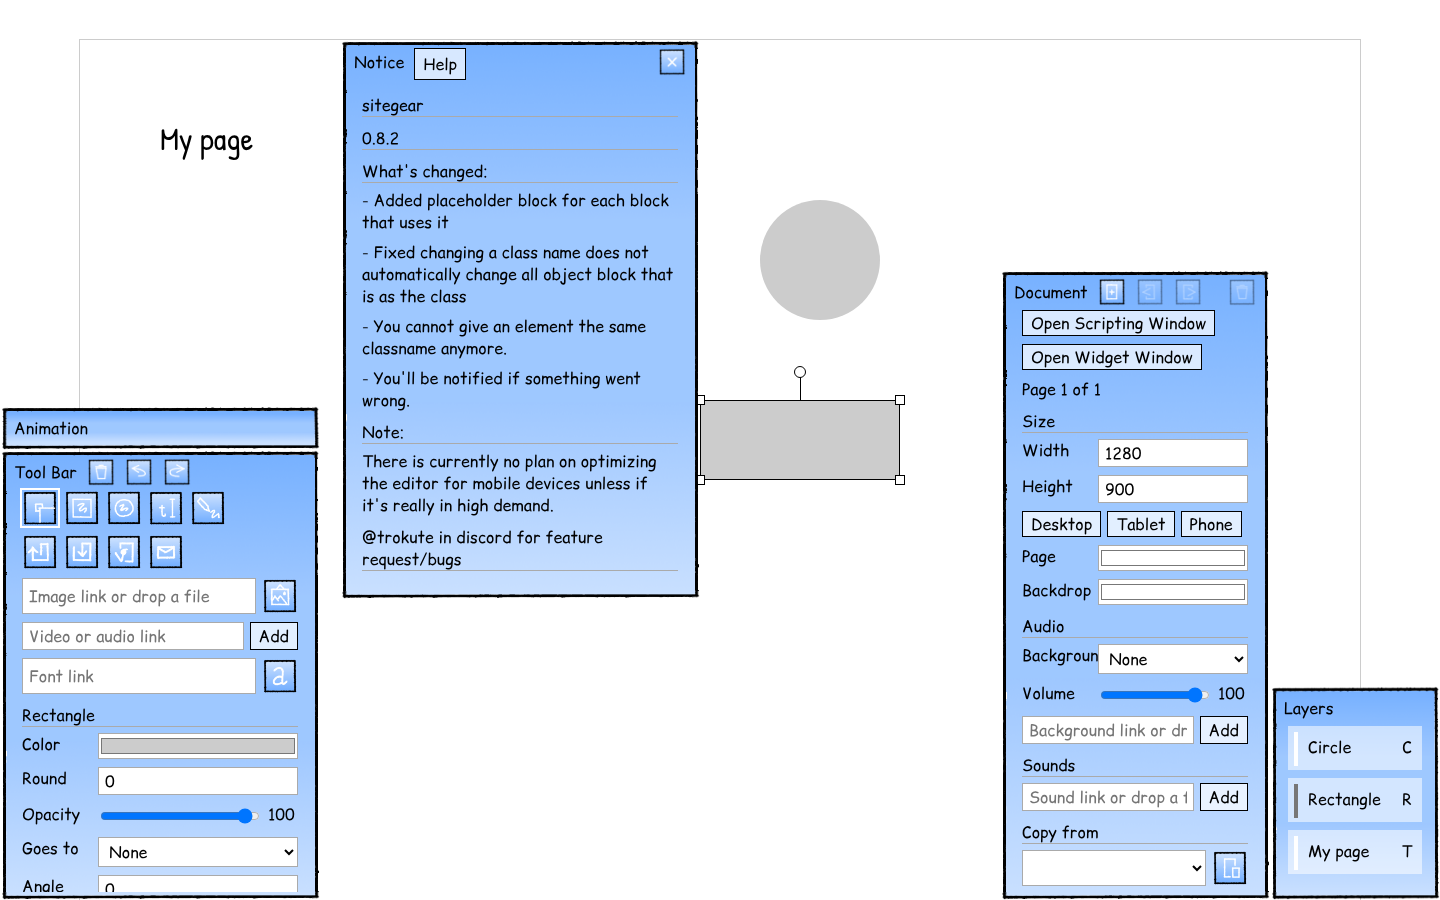 My page
Notice
Help
sitegear
0.8.2
What's changed:
- Added placeholder block for each block
that uses it
- Fixed changing a class name does not
automatically change all object block that
is as the class
- You cannot give an element the same
classname anymore.
- You'll be notified if something went
wrong.
Note:
There is currently no plan on optimizing
the editor for mobile devices unless if
it's really in high demand.
@trokute in discord for feature
request/bugs
Animation
Tool Bar
Image link or drop a file
Video or audio link
Add
Font link
a
Rectangle
Color
Round
0
Opacity
100
Goes to
None
Angle
0
Document
Open Scripting Window
Open Widget Window
Page 1 of 1
Size
Width
1280
Height
900
Desktop
Tablet
Phone
Page
Backdrop
Audio
Backgroun
None
Volume
100
Background link or dr
Add
Sounds
Sound link or drop a f
Add
Copy from
Layers
Circle C
Rectangle R
My page T